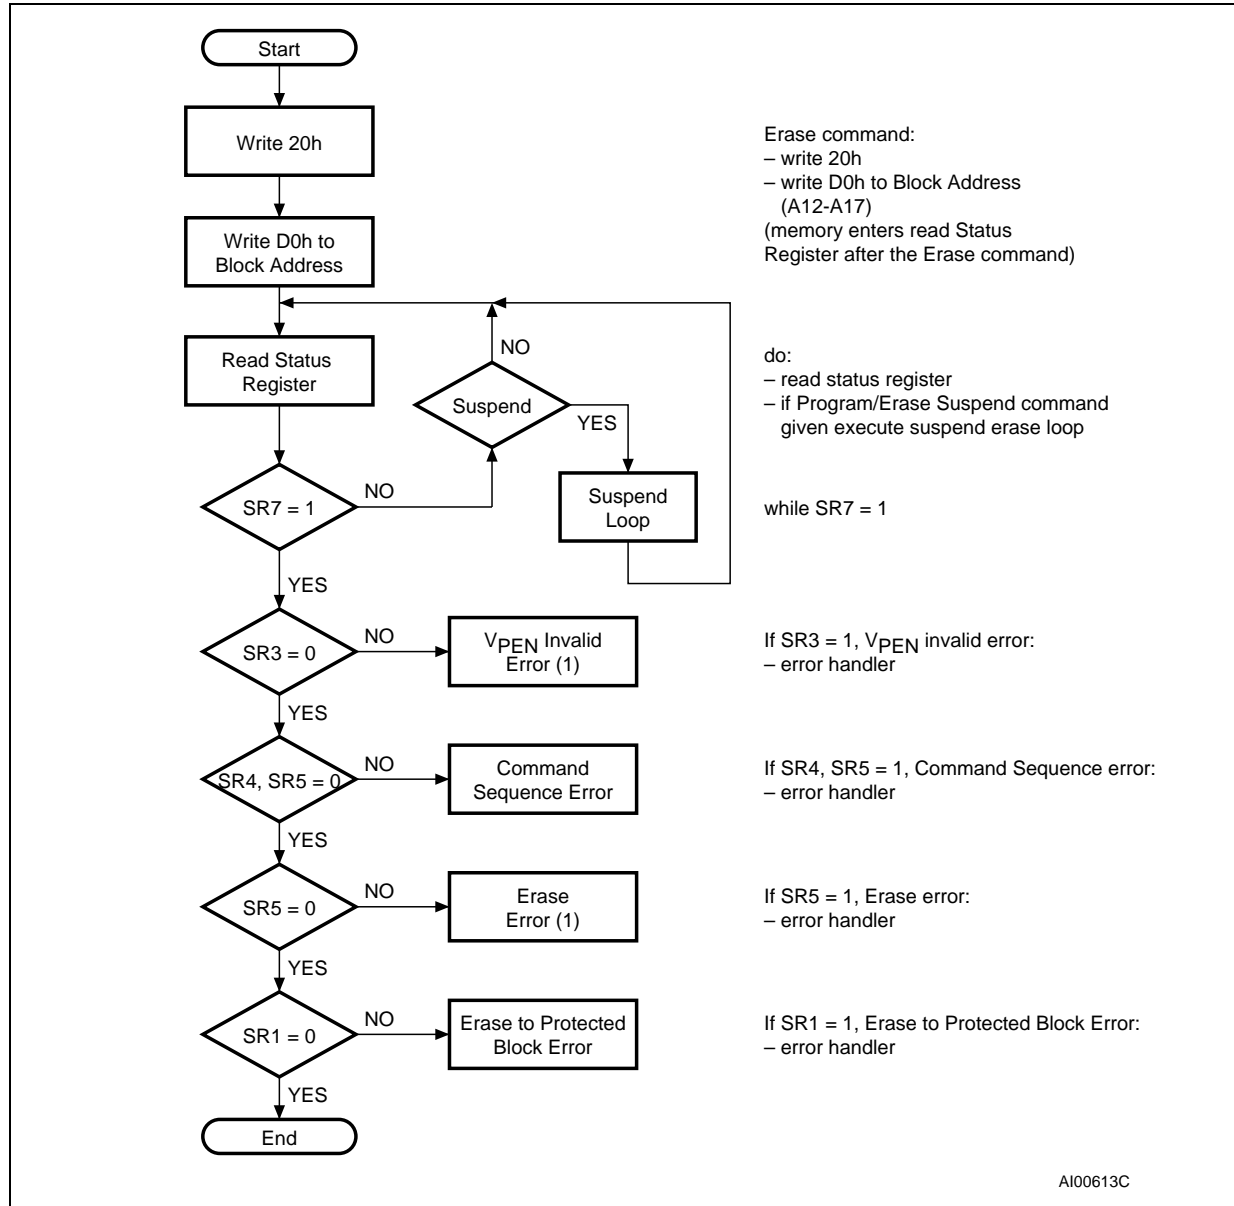 Start
Write 20h
Erase command:
– write 20h
– write D0h to Block Address
(A12-A17)
(memory enters read Status
Register after the Erase command)
Write D0h to
Block Address
Read Status
Register
NO
Suspend
YES
do:
– read status register
– if Program/Erase Suspend command
given execute suspend erase loop
SR7 = 1
NO
Suspend
Loop
while SR7 = 1
YES
SR3 = 0
NO
VPEN Invalid
Error (1)
If SR3 = 1, VPEN invalid error:
– error handler
YES
SR4, SR5 = 0
NO
Command
Sequence Error
If SR4, SR5 = 1, Command Sequence error:
– error handler
YES
SR5 = 0
NO
Erase
Error (1)
If SR5 = 1, Erase error:
– error handler
YES
SR1 = 0
NO
Erase to Protected
Block Error
If SR1 = 1, Erase to Protected Block Error:
– error handler
YES
End
AI00613C